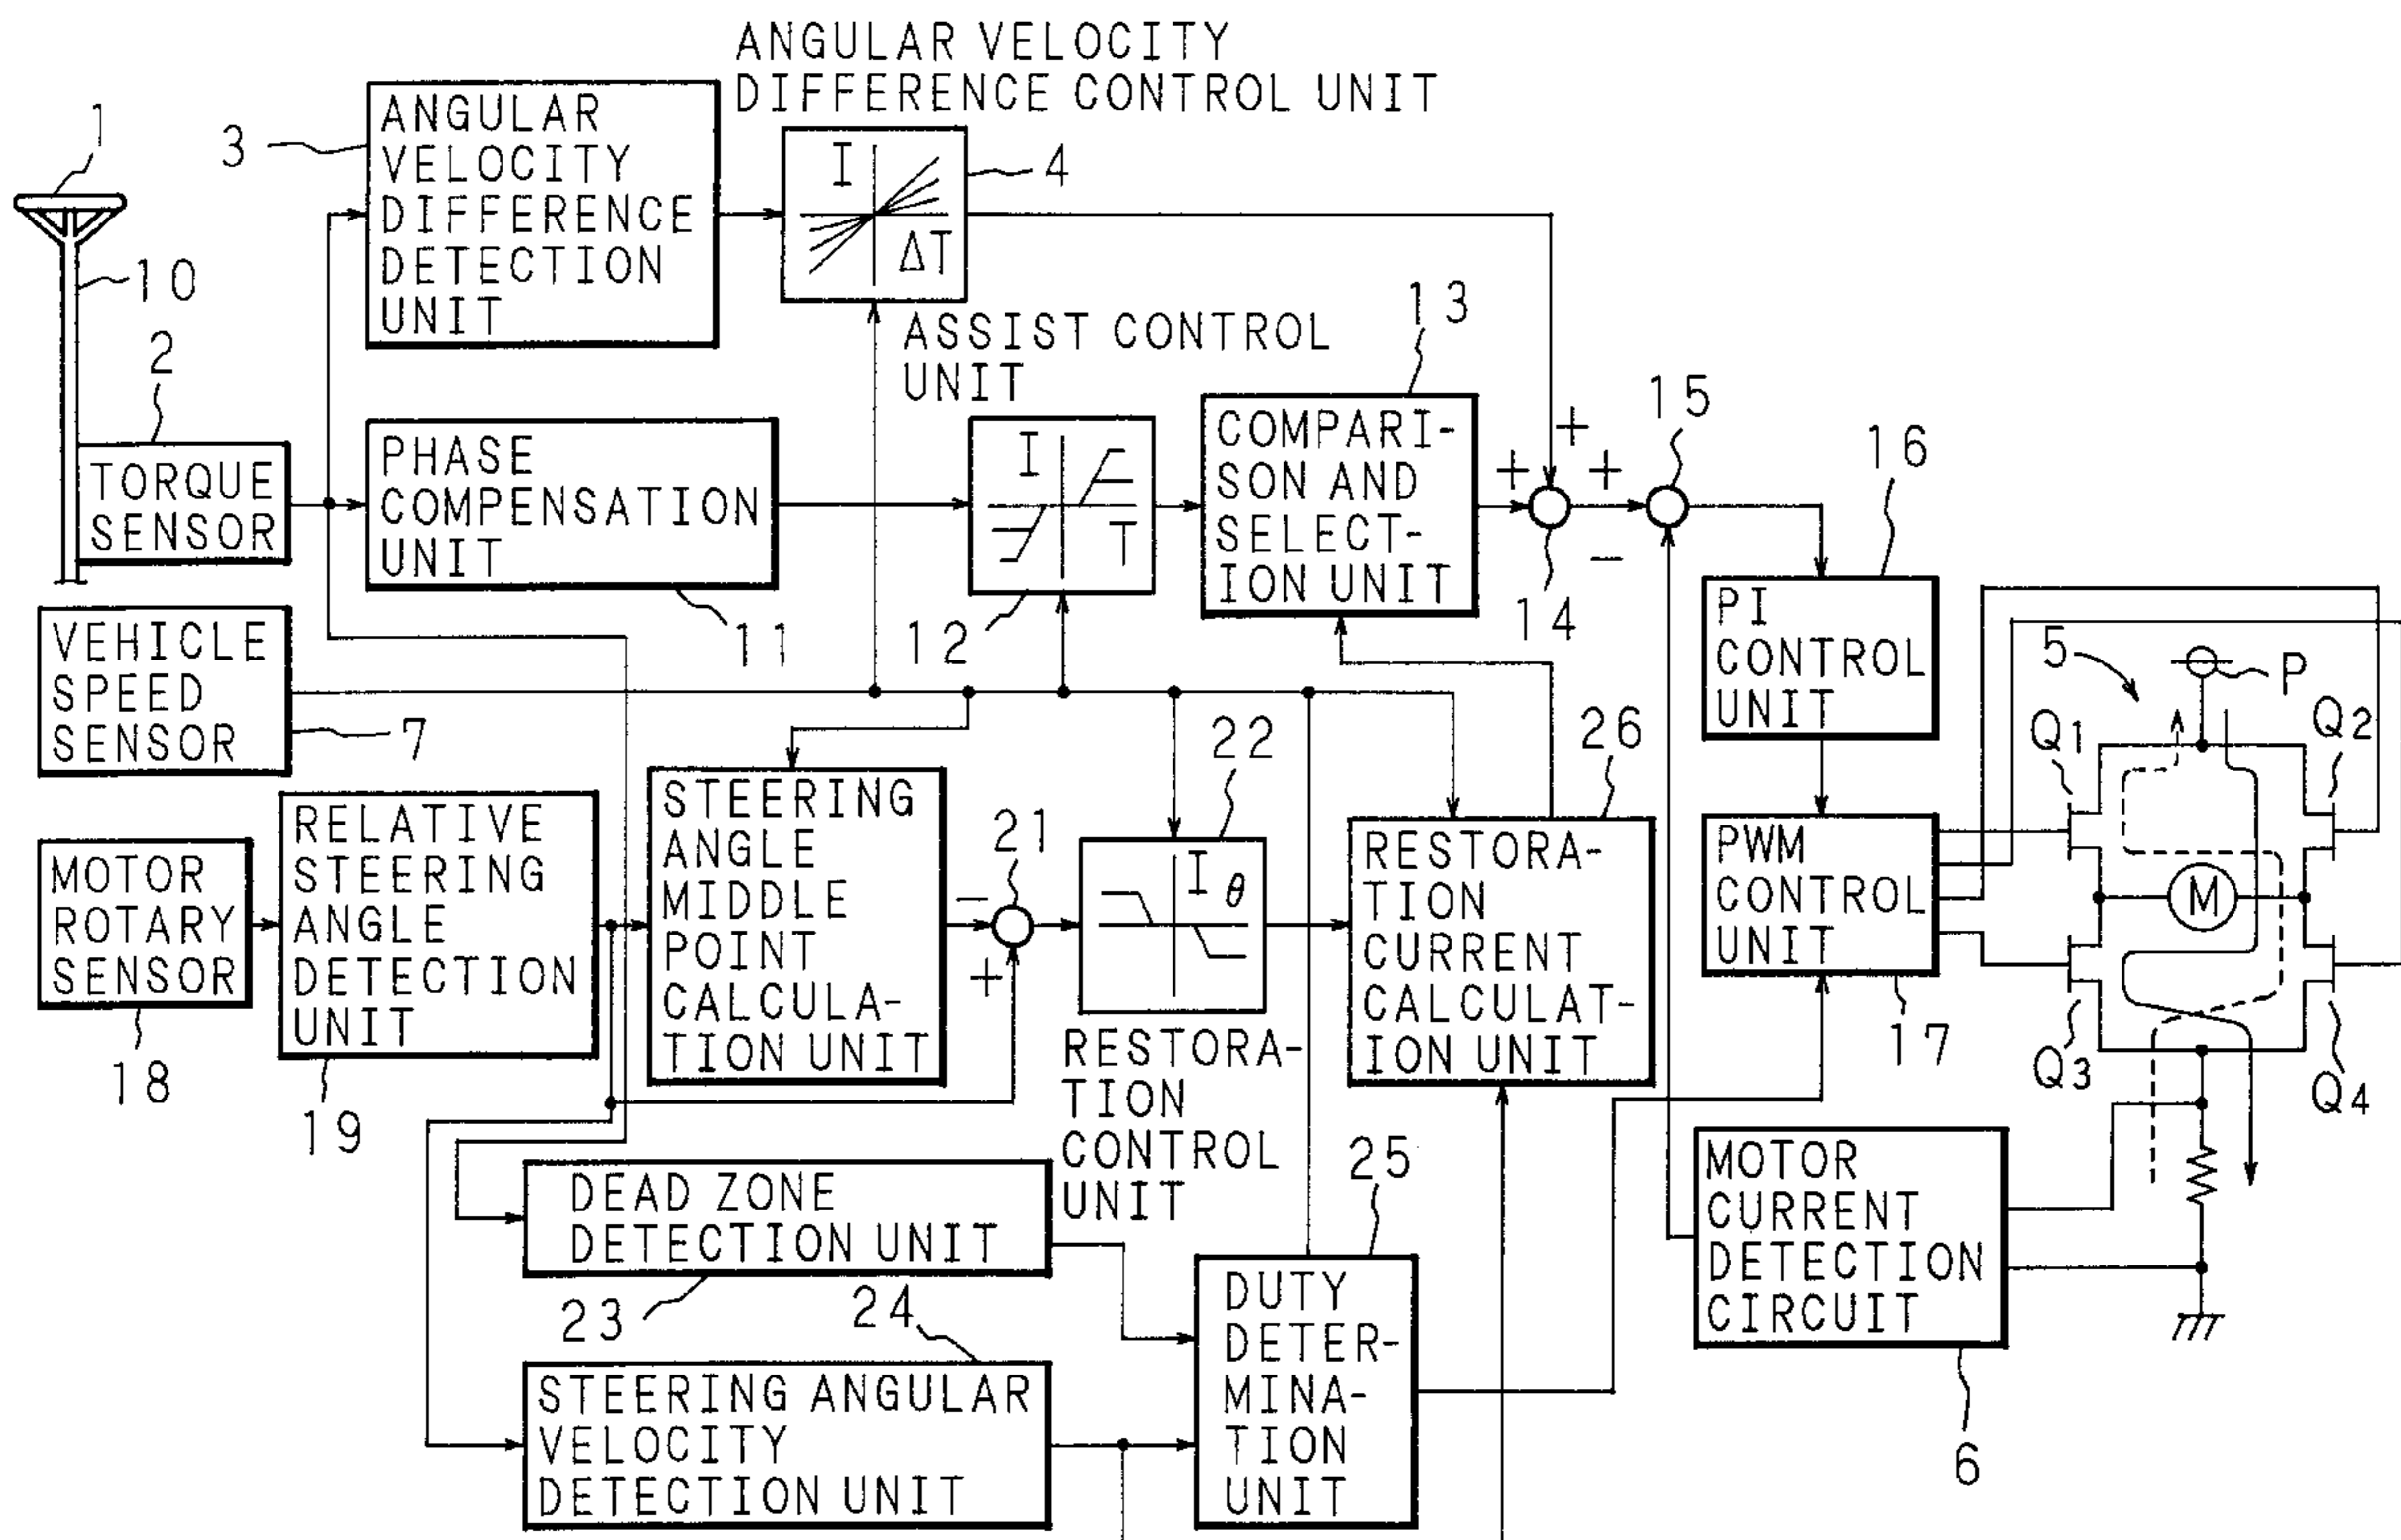 ANGULAR VELOCITY
DIFFERENCE CONTROL UNIT
1
3
ANGULAR
VELOCITY
DIFFERENCE
DETECTION
UNIT
I
ΔT
4
10
2
TORQUE
SENSOR
PHASE
COMPENSATION
UNIT
11
ASSIST CONTROL
UNIT
I
T
12
13
COMPARI-
SON AND
SELECT-
ION UNIT
+
+
14
+
-
15
16
PI
CONTROL
UNIT
VEHICLE
SPEED
SENSOR
7
MOTOR
ROTARY
SENSOR
18
RELATIVE
STEERING
ANGLE
DETECTION
UNIT
19
STEERING
ANGLE
MIDDLE
POINT
CALCULA-
TION UNIT
-
+
21
22
I
θ
RESTORA-
TION
CONTROL
UNIT
26
RESTORA-
TION
CURRENT
CALCULAT-
ION UNIT
PWM
CONTROL
UNIT
17
5
P
Q1
Q2
M
Q3
Q4
DEAD ZONE
DETECTION UNIT
23
24
STEERING ANGULAR
VELOCITY
DETECTION UNIT
25
DUTY
DETER-
MINA-
TION
UNIT
MOTOR
CURRENT
DETECTION
CIRCUIT
6